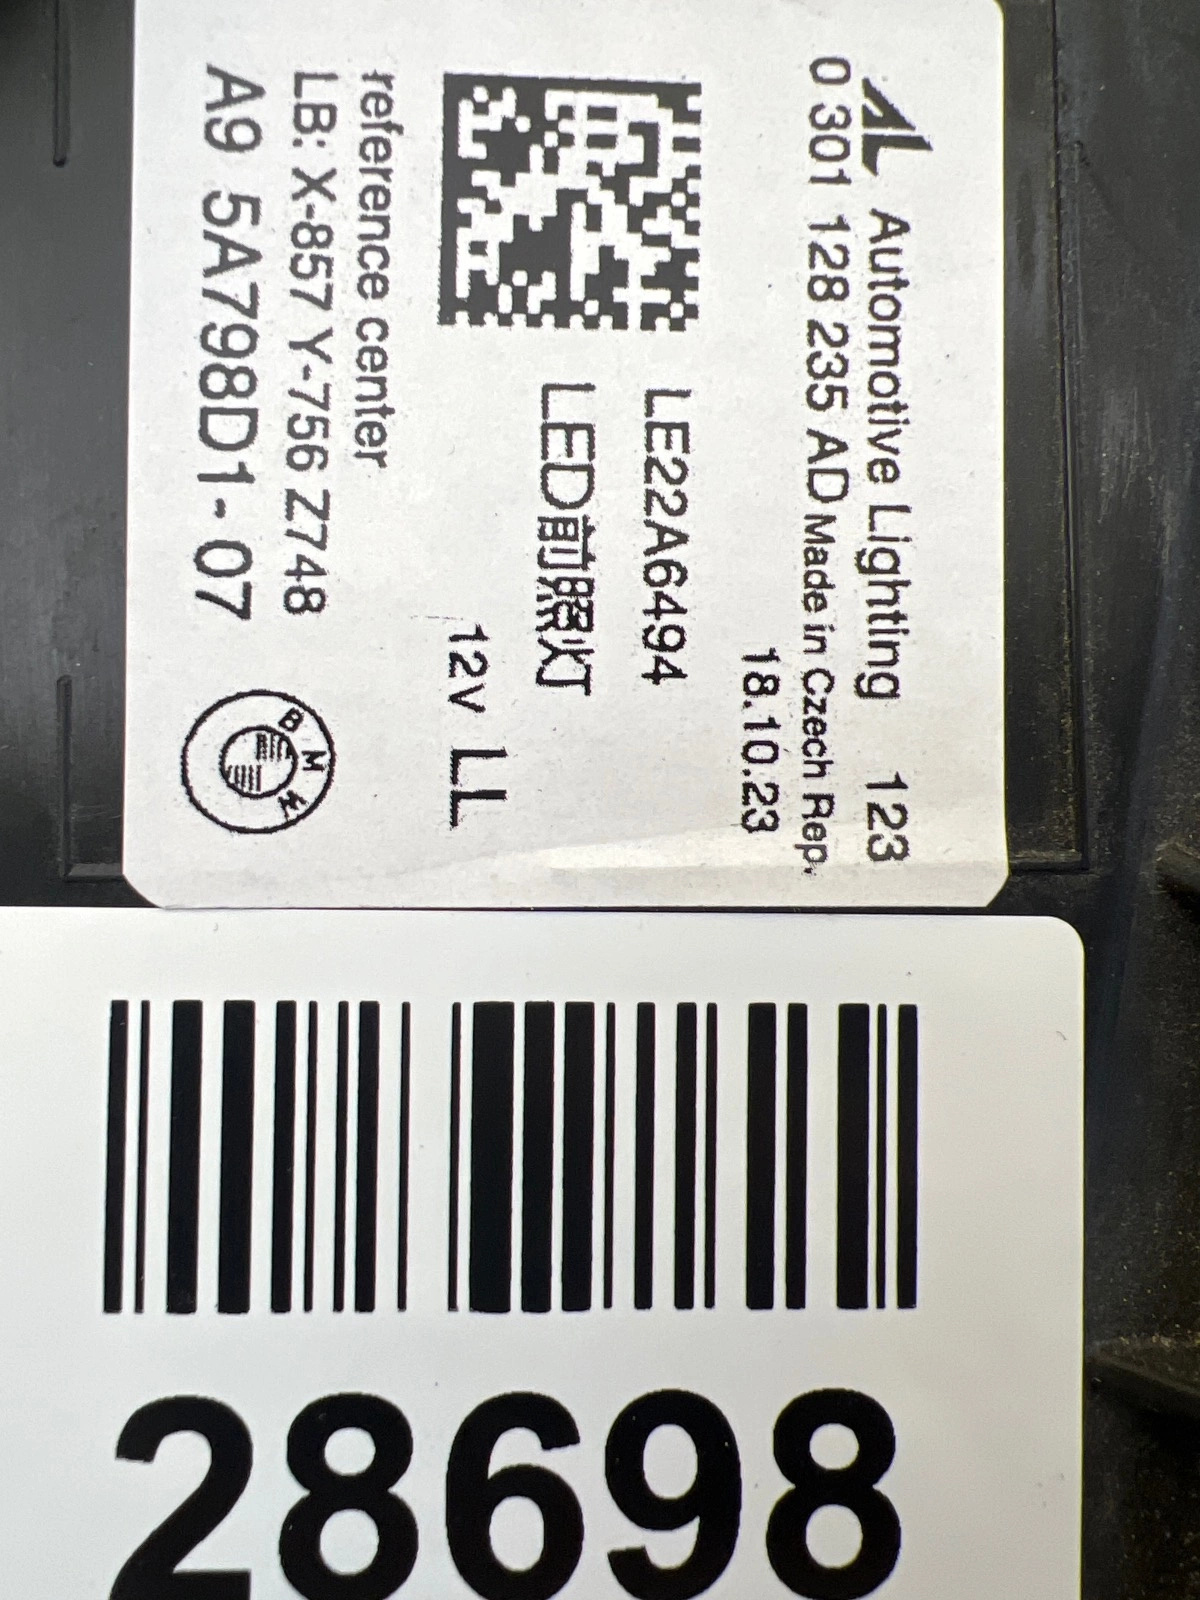 AL Automotive Lighting 123
0 301 128 235 AD Made in Czech Rep.
18.10.23
LE22A6494
LED前照灯
12V LL
reference center
LB: X-857 Y-756 Z748
A9 5A798D1-07
BMW
28698